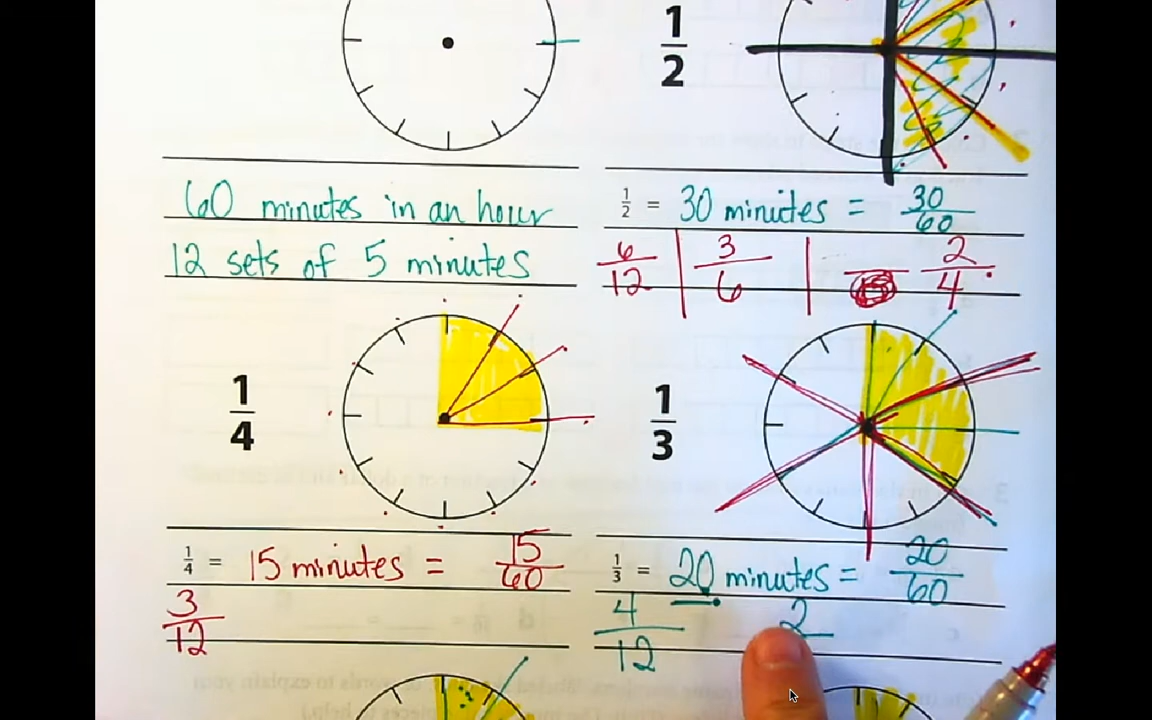 1/2
60 minutes in an hour
12 sets of 5 minutes
1/2 = 30 minutes = 30/60
6/12 | 3/6 | 2/4
1/4
1/3
1/4 = 15 minutes = 15/60
3/12
1/3 = 20 minutes = 20/60
4/12 2